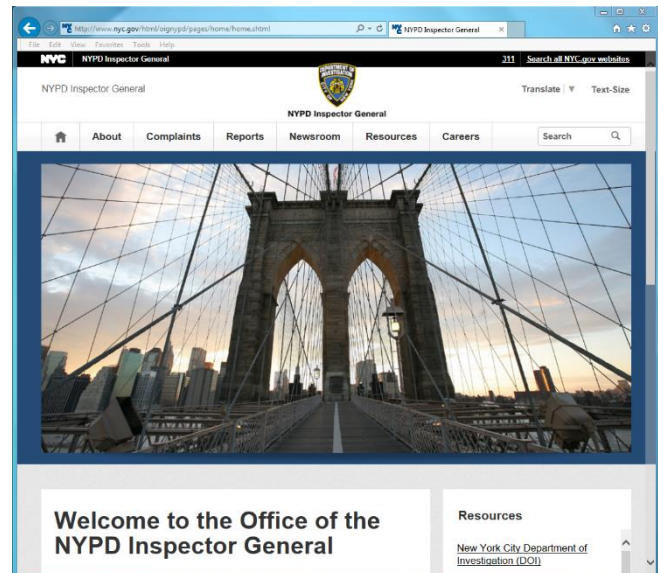 http://www.nyc.gov/html/oignypd/pages/home/home.shtml
NYPD Inspector General
File Edit View Favorites Tools Help
NYC NYPD Inspector General 311 Search all NYC.gov websites
NYPD Inspector General
DEPARTMENT OF
INVESTIGATION
NYPD Inspector General
Translate ▼ Text-Size
About Complaints Reports Newsroom Resources Careers Search
Welcome to the Office of the
NYPD Inspector General
Resources
New York City Department of
Investigation (DOI)